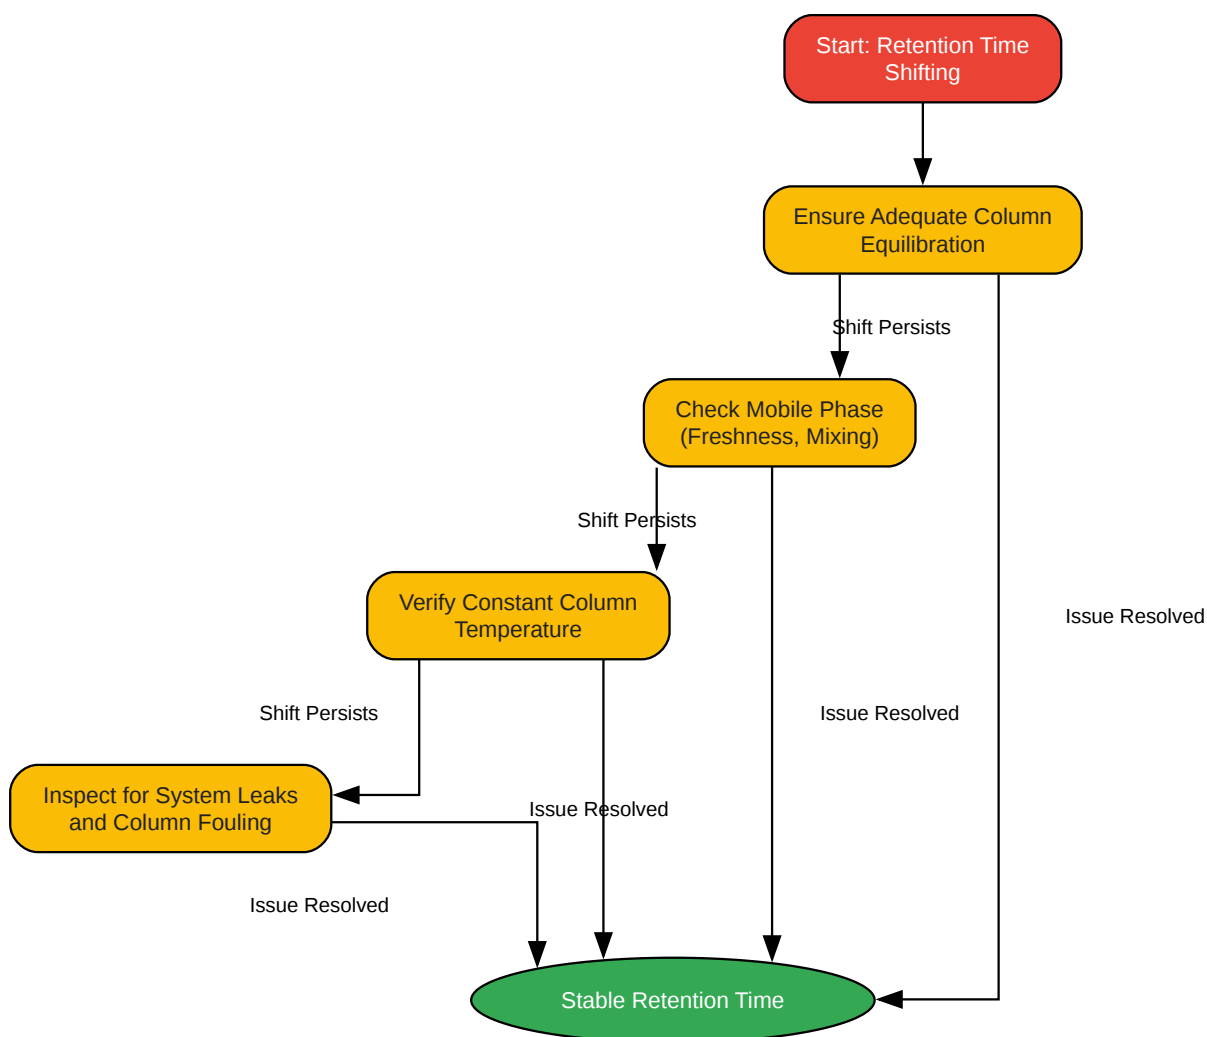 Start: Retention Time
Shifting
Ensure Adequate Column
Equilibration
Shift Persists
Check Mobile Phase
(Freshness, Mixing)
Shift Persists
Verify Constant Column
Temperature
Issue Resolved
Shift Persists
Issue Resolved
Inspect for System Leaks
and Column Fouling
Issue Resolved
Issue Resolved
Stable Retention Time